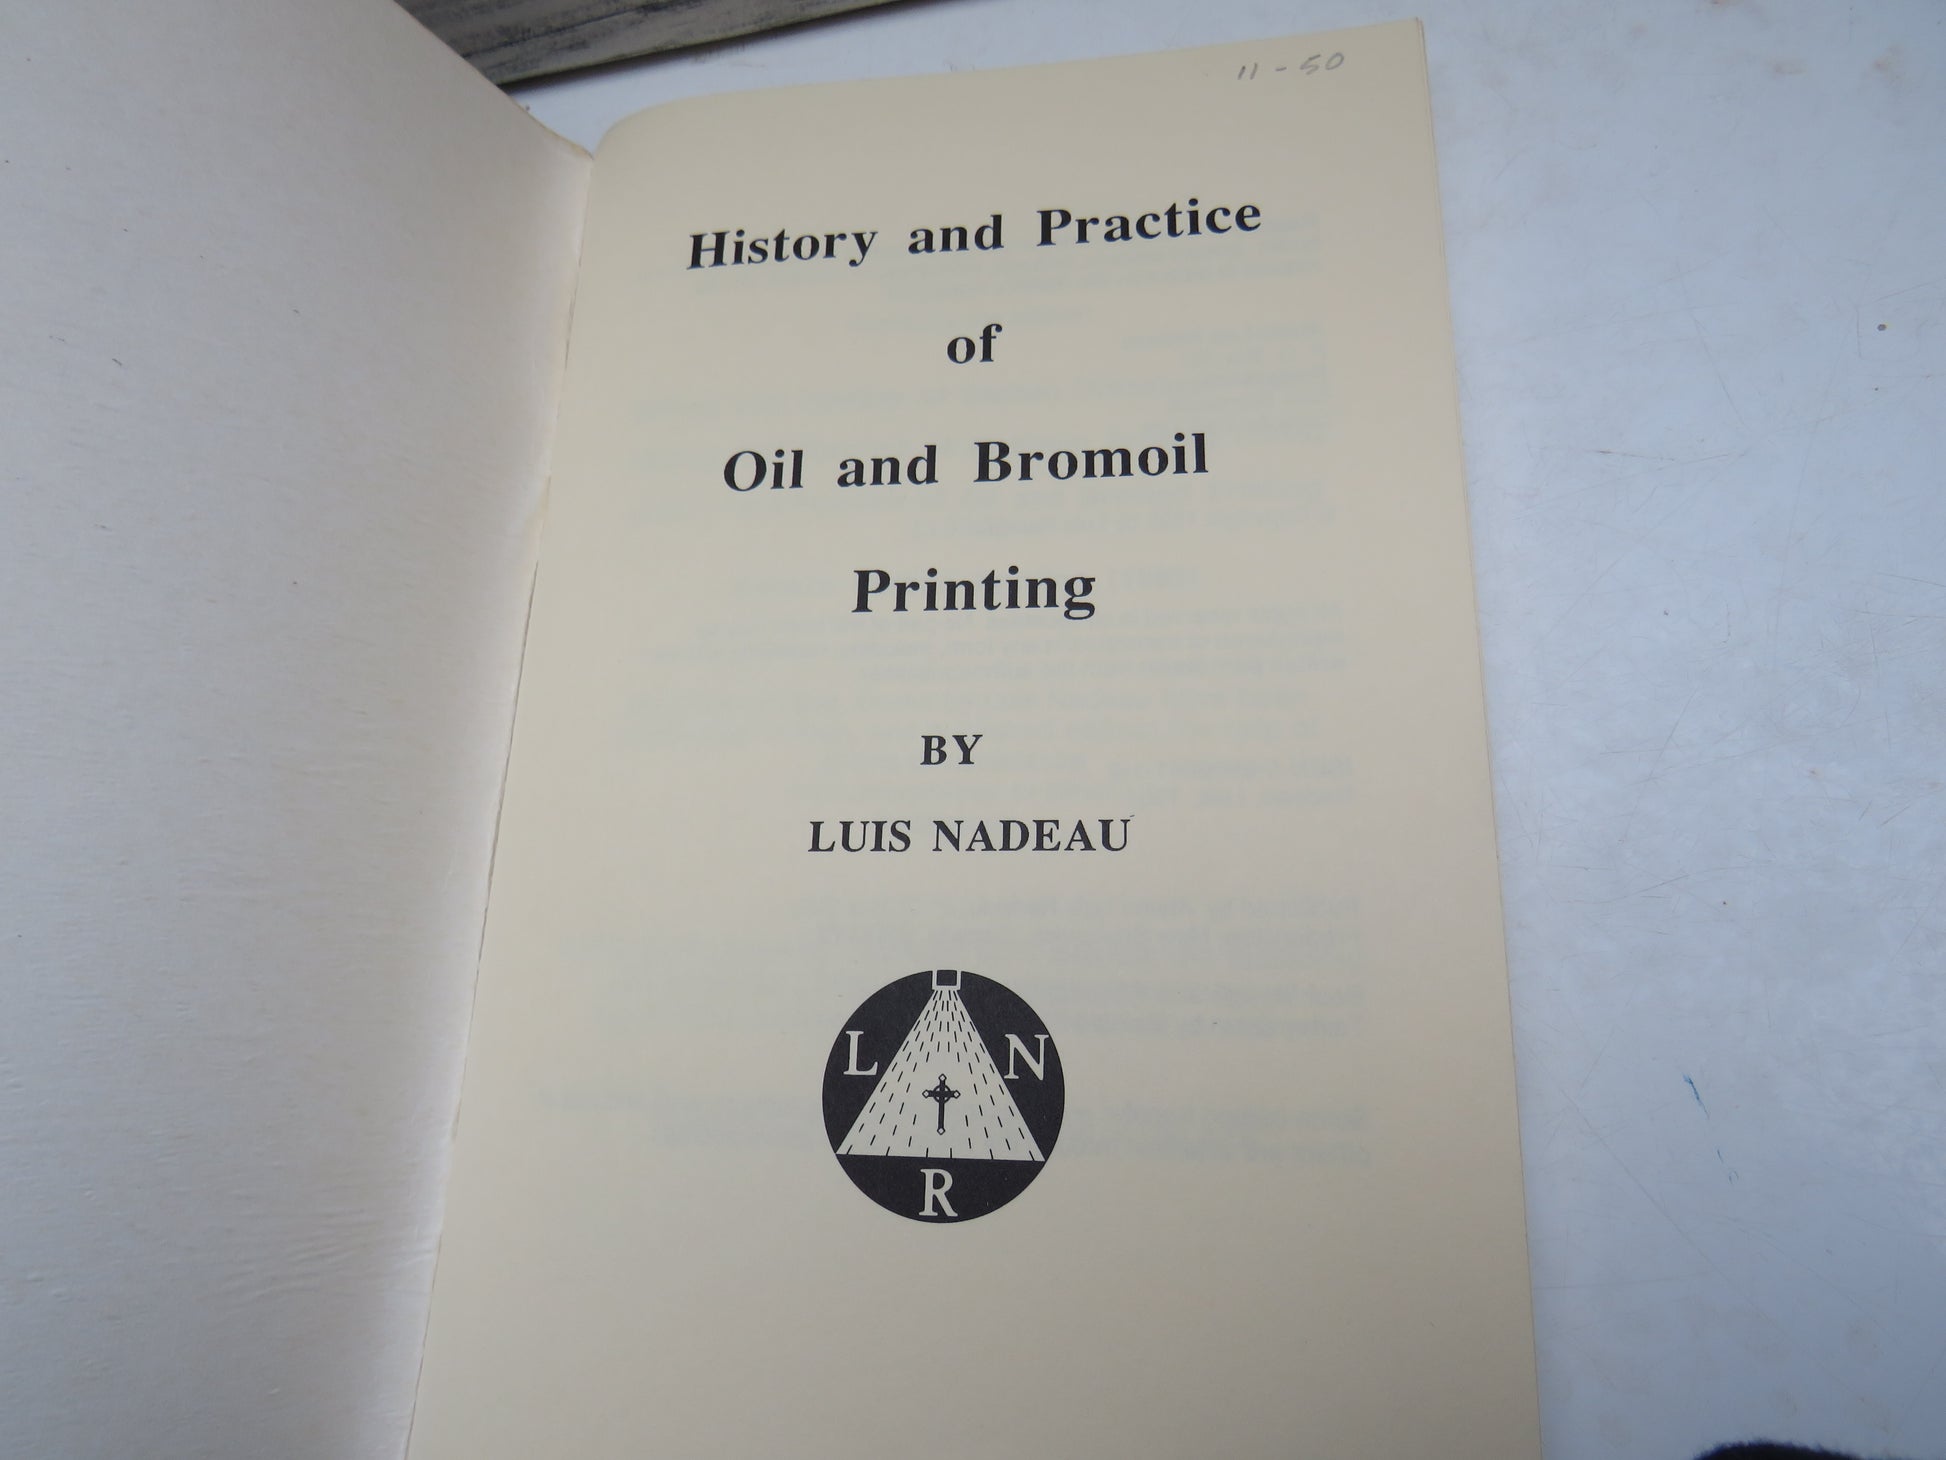 11 - 50
History and Practice
of
Oil and Bromoil
Printing
BY
LUIS NADEAU
L N
R